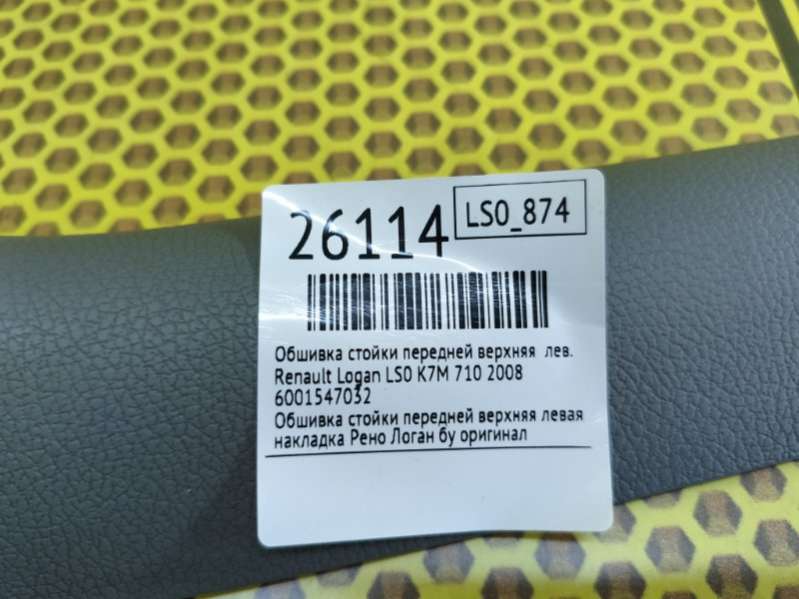 26114
LS0_874
Обшивка стойки передней верхняя лев.
Renault Logan LS0 K7M 710 2008
6001547032
Обшивка стойки передней верхняя левая
накладка Рено Логан бу оригинал